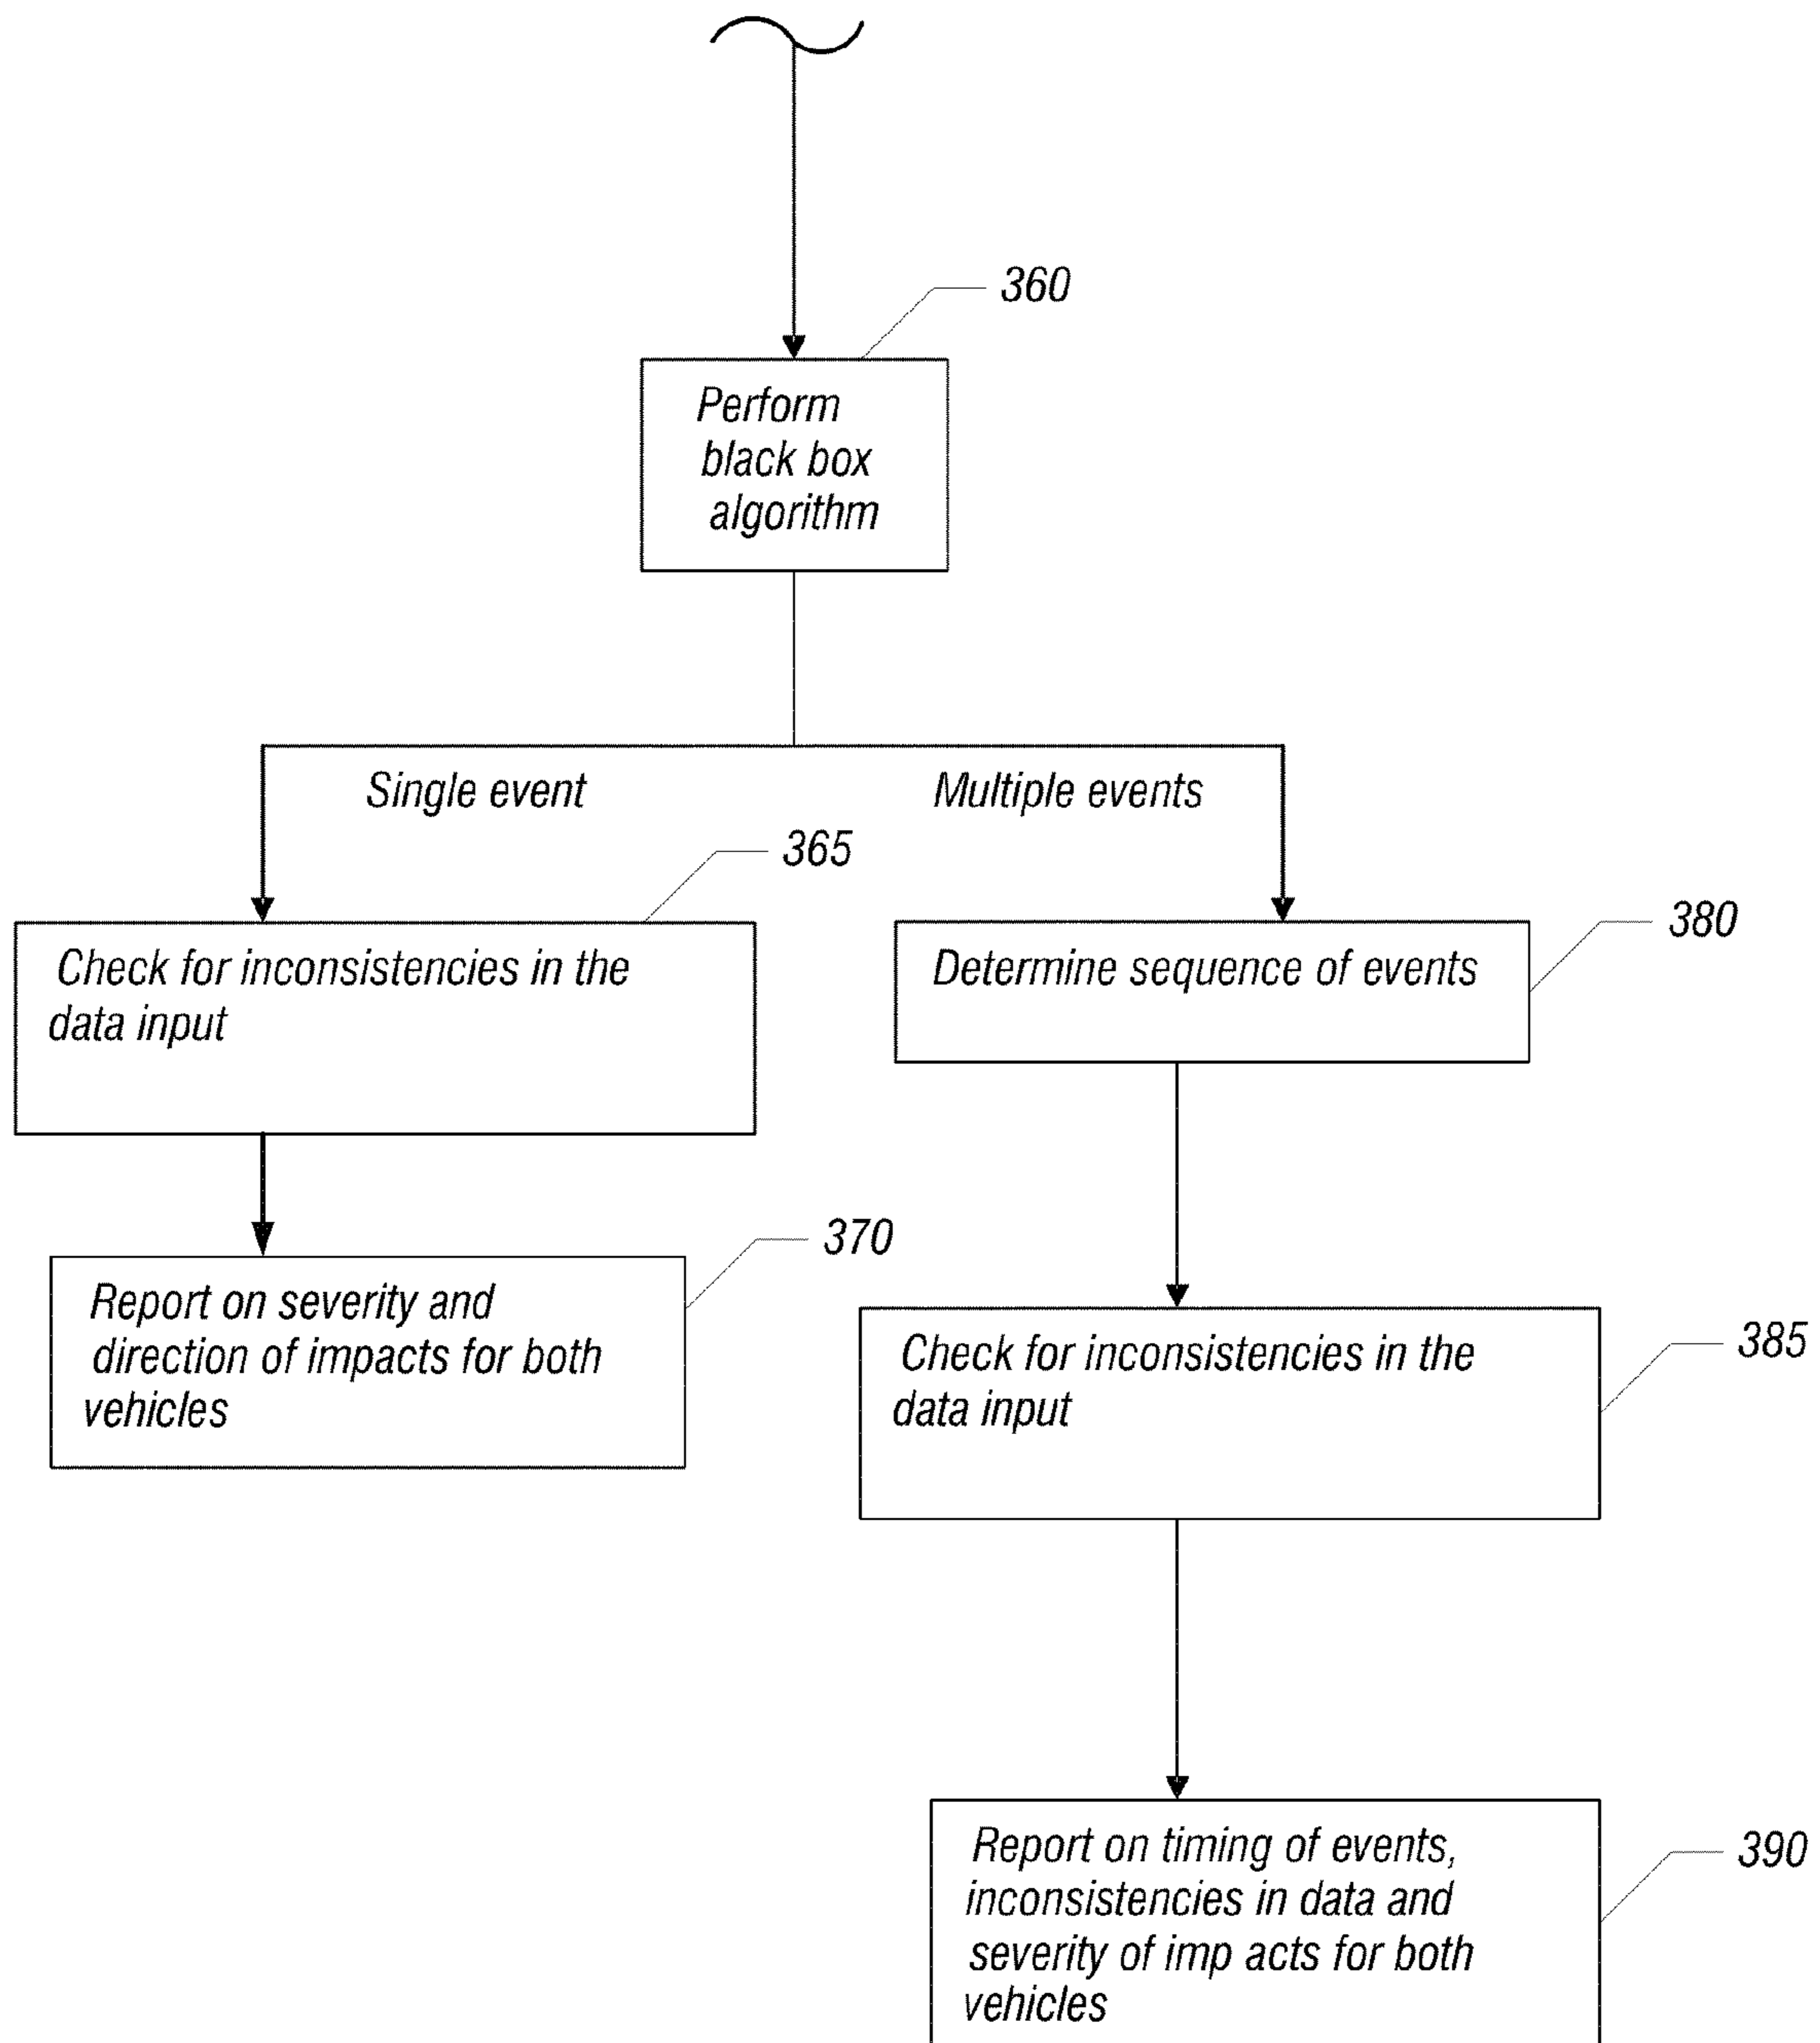 360
Perform
black box
algorithm
Single event
Multiple events
365
Check for inconsistencies in the
data input
380
Determine sequence of events
370
Report on severity and
direction of impacts for both
vehicles
385
Check for inconsistencies in the
data input
390
Report on timing of events,
inconsistencies in data and
severity of imp acts for both
vehicles